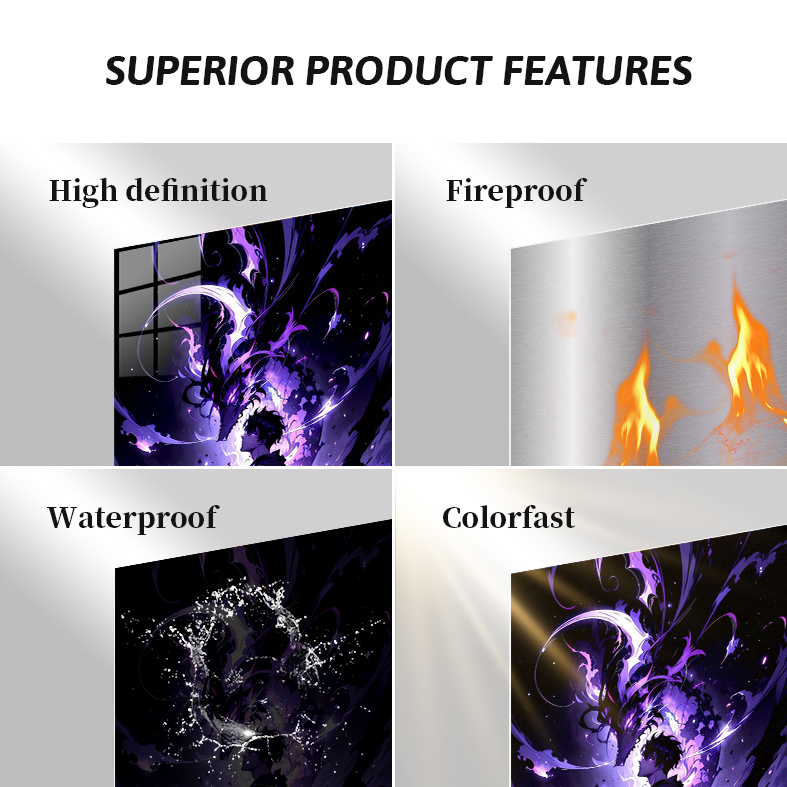 SUPERIOR PRODUCT FEATURES
High definition
Fireproof
Waterproof
Colorfast